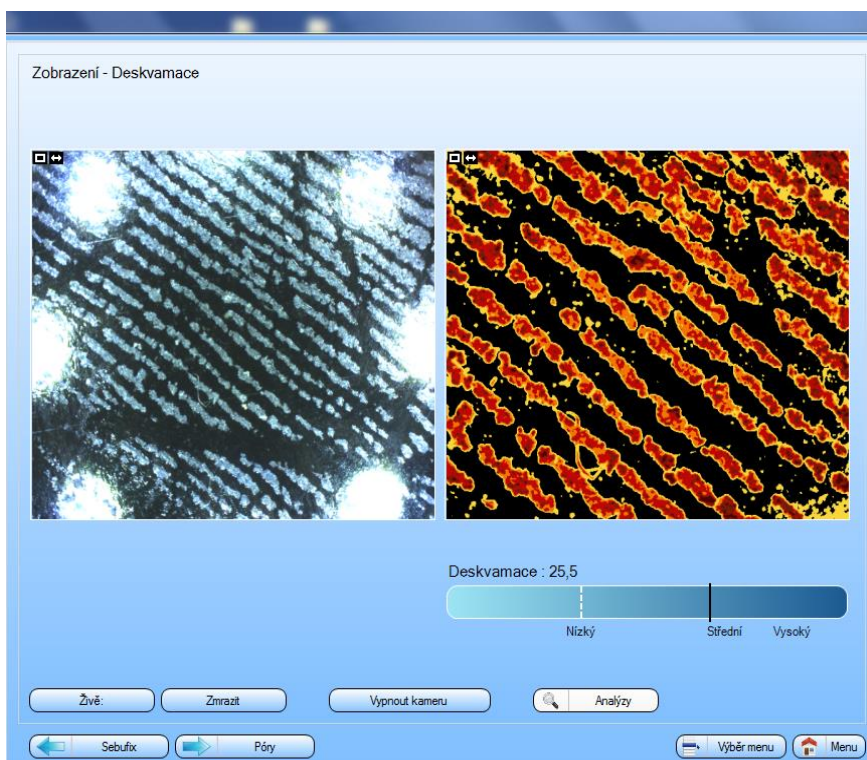 Zobrazení - Deskvamace
Deskvamace : 25,5
Nízký
Střední
Vysoký
Živě:
Zmrazit
Vypnout kameru
Analýzy
Sebufix
Póry
Výběr menu
Menu